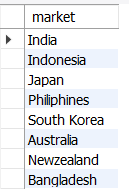 market
India
Indonesia
Japan
Philiphines
South Korea
Australia
Newzealand
Bangladesh